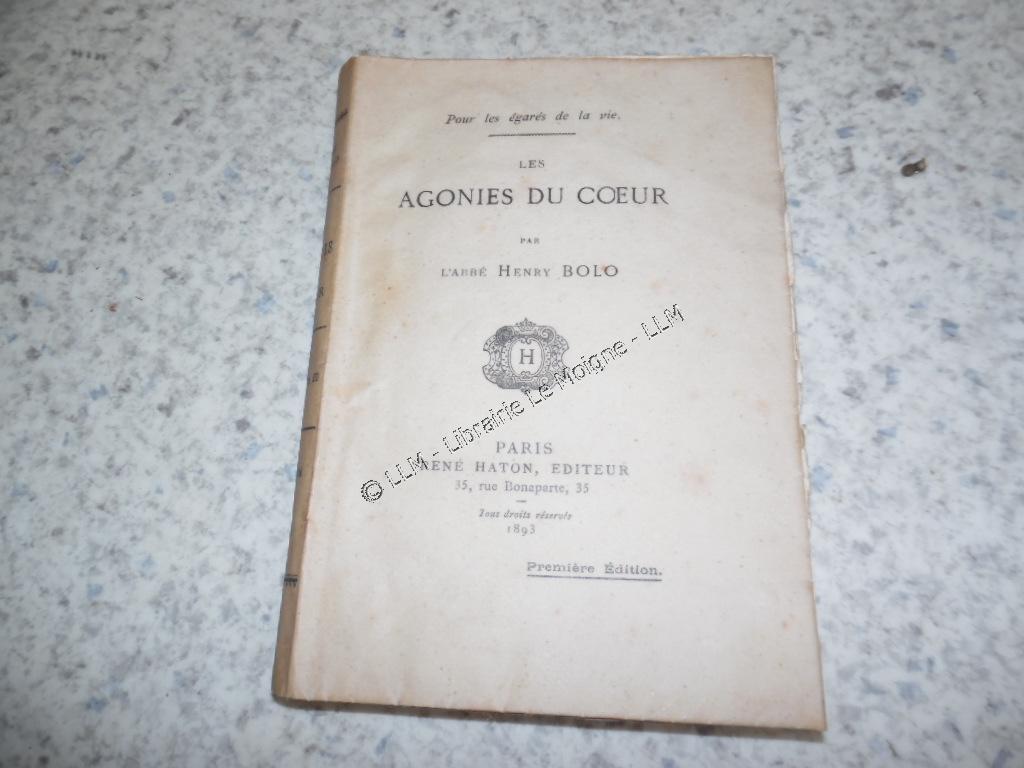 Pour les égarés de la vie.
LES
AGONIES DU CŒUR
PAR
L'ABBÉ HENRY BOLO
H
© LLM - Librairie Le Moigne - LLM
PARIS
RENÉ HATON, EDITEUR
35, rue Bonaparte, 35
Tous droits réservés
1893
Première Édition.